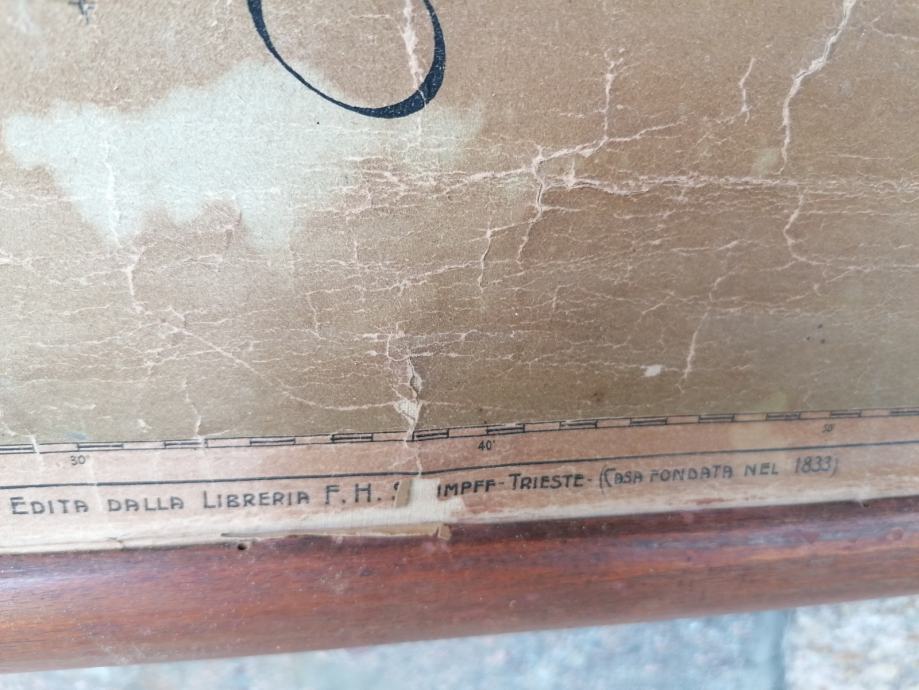 30' 40' 50'
EDITA DALLA LIBRERIA F.H. S IMPFF-TRIESTE-(CASA FONDATA NEL 1833)